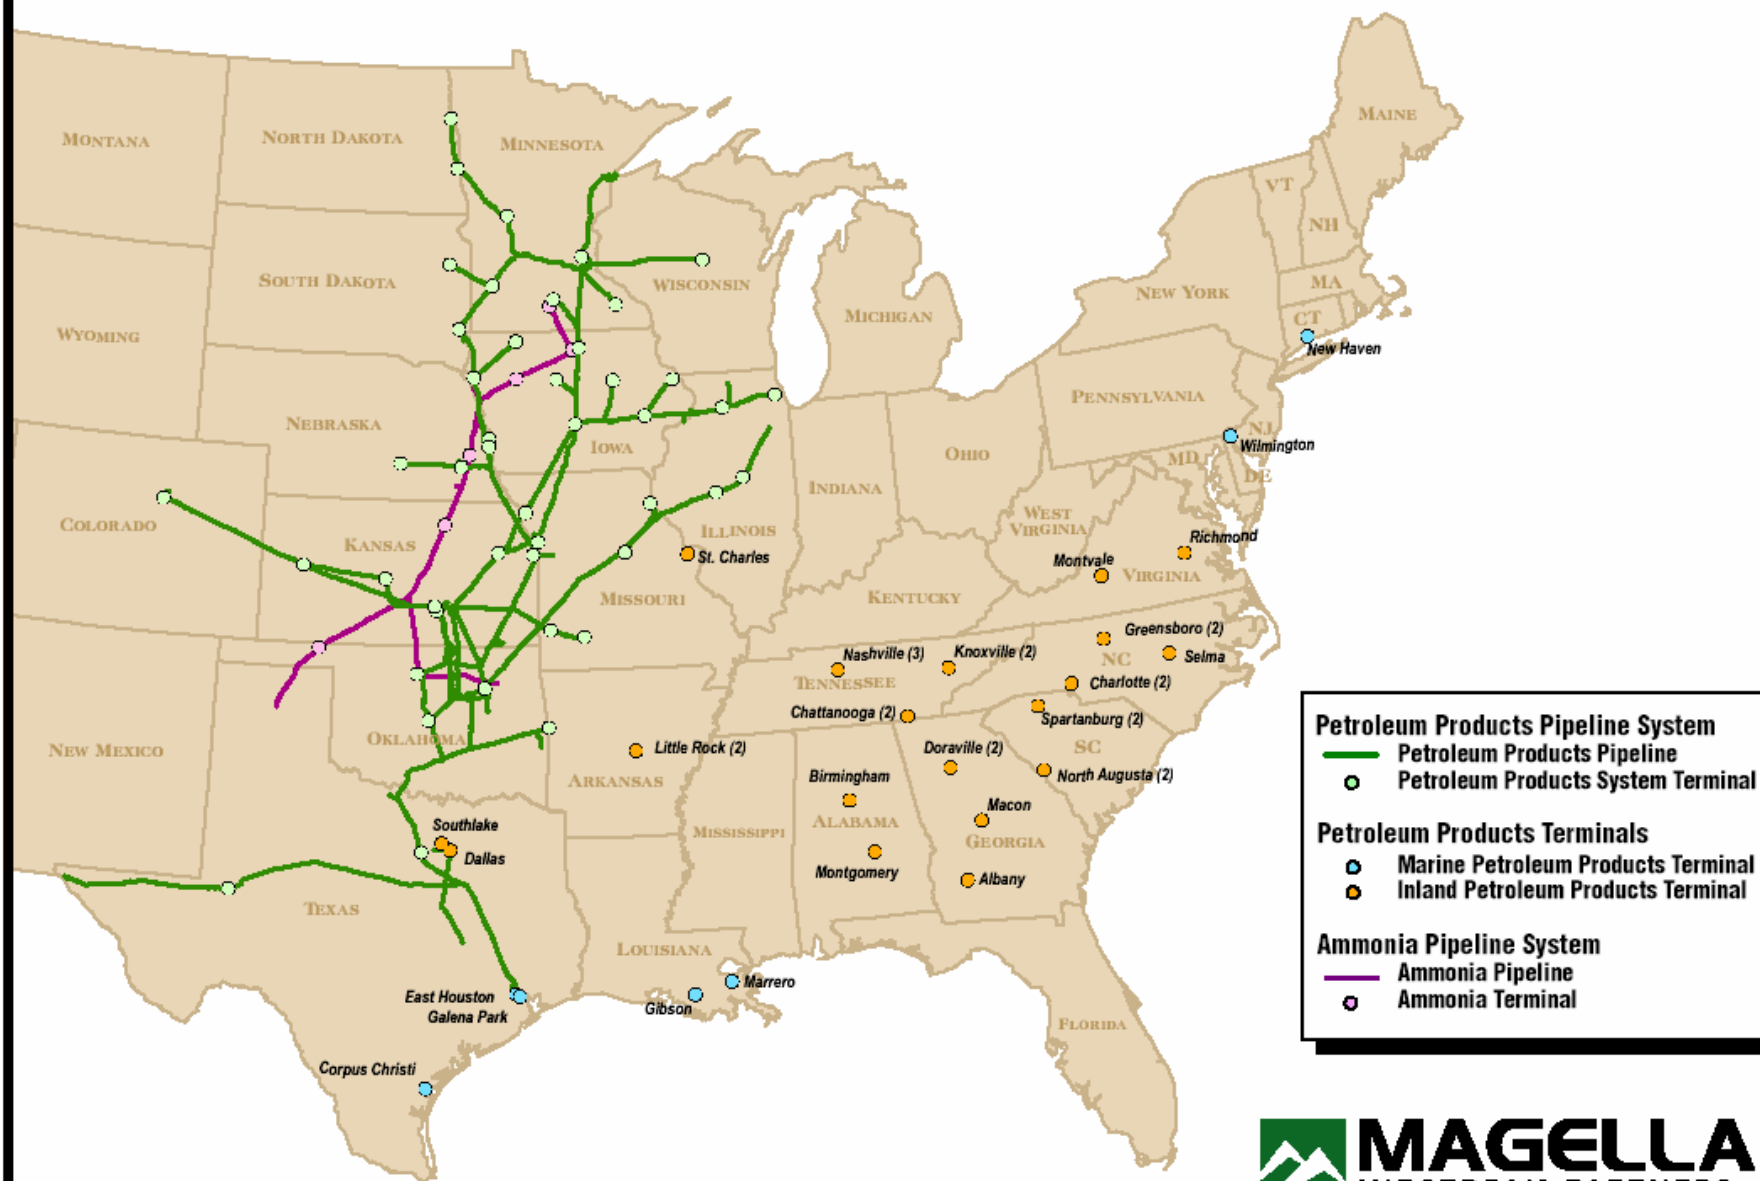 MAINE
MONTANA
NORTH DAKOTA
MINNESOTA
VT
NH
SOUTH DAKOTA
WISCONSIN
MA
NEW YORK
MICHIGAN
CT
WYOMING
New Haven
PENNSYLVANIA
NEBRASKA
NJ
IOWA
OHIO
Wilmington
MD
DE
INDIANA
WEST
VIRGINIA
COLORADO
ILLINOIS
KANSAS
Richmond
St. Charles
Montvale
VIRGINIA
MISSOURI
KENTUCKY
Greensboro (2)
Nashville (3)
Knoxville (2)
NC
Selma
TENNESSEE
Charlotte (2)
Chattanooga (2)
Spartanburg (2)
NEW MEXICO
OKLAHOMA
Little Rock (2)
Doraville (2)
SC
ARKANSAS
Birmingham
North Augusta (2)
Macon
Southlake
MISSISSIPPI
ALABAMA
GEORGIA
Dallas
Montgomery
Albany
TEXAS
LOUISIANA
Marrero
East Houston
Gibson
Galena Park
FLORIDA
Corpus Christi
Petroleum Products Pipeline System
Petroleum Products Pipeline
Petroleum Products System Terminal
Petroleum Products Terminals
Marine Petroleum Products Terminal
Inland Petroleum Products Terminal
Ammonia Pipeline System
Ammonia Pipeline
Ammonia Terminal
MAGELLA